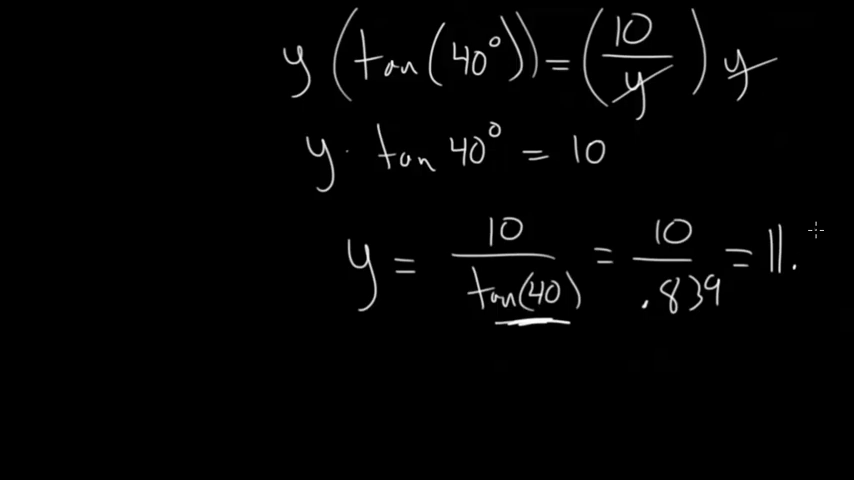 y(tan(40°)) = (10/y)y
y · tan 40° = 10
y = 10/tan(40) = 10/.839 = 11.